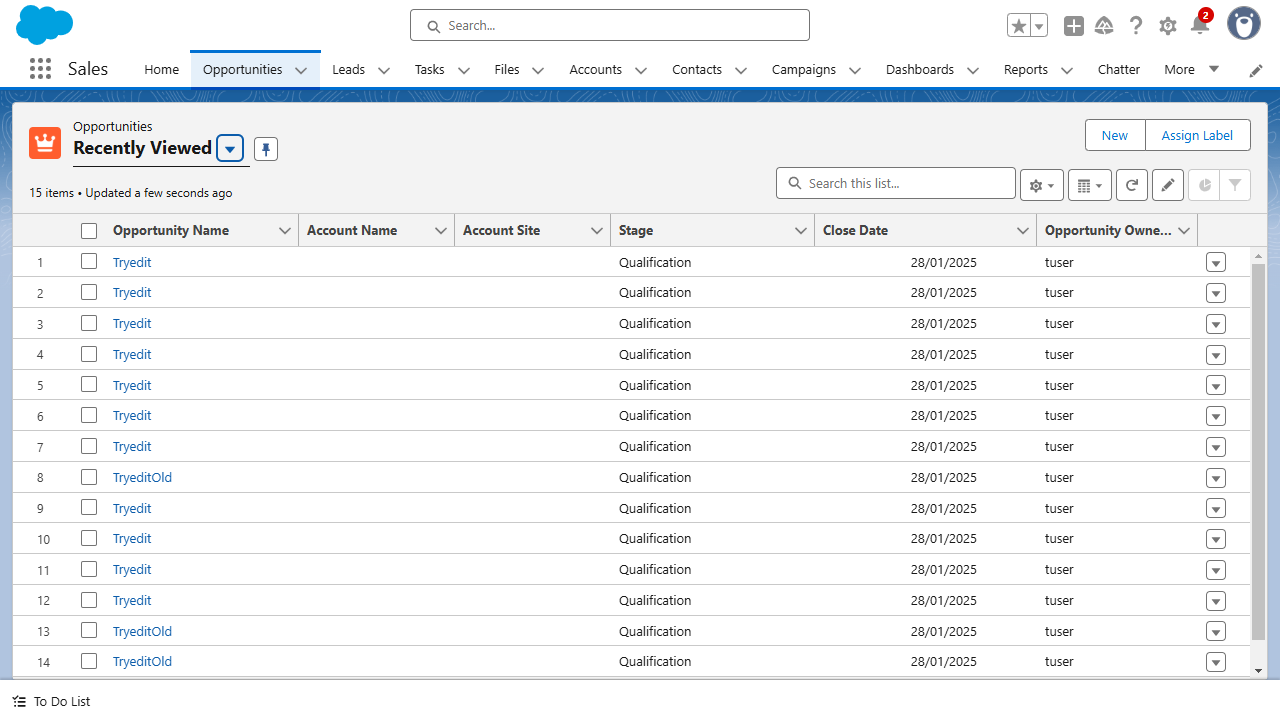 Search...
2
Sales
Home
Opportunities
Leads
Tasks
Files
Accounts
Contacts
Campaigns
Dashboards
Reports
Chatter
More
Opportunities
Recently Viewed
New
Assign Label
15 items • Updated a few seconds ago
Search this list...
Opportunity Name Account Name Account Site Stage Close Date Opportunity Owne...
1 Tryedit Qualification 28/01/2025 tuser
2 Tryedit Qualification 28/01/2025 tuser
3 Tryedit Qualification 28/01/2025 tuser
4 Tryedit Qualification 28/01/2025 tuser
5 Tryedit Qualification 28/01/2025 tuser
6 Tryedit Qualification 28/01/2025 tuser
7 Tryedit Qualification 28/01/2025 tuser
8 TryeditOld Qualification 28/01/2025 tuser
9 Tryedit Qualification 28/01/2025 tuser
10 Tryedit Qualification 28/01/2025 tuser
11 Tryedit Qualification 28/01/2025 tuser
12 Tryedit Qualification 28/01/2025 tuser
13 TryeditOld Qualification 28/01/2025 tuser
14 TryeditOld Qualification 28/01/2025 tuser
To Do List